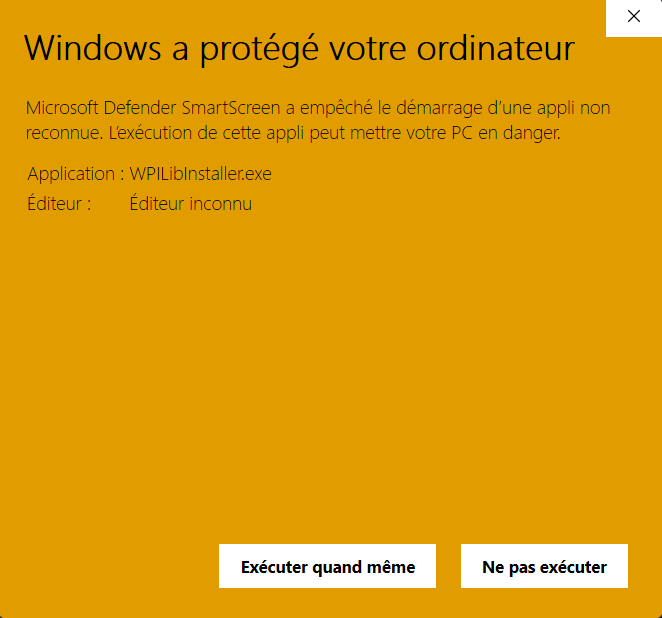 Windows a protégé votre ordinateur
Microsoft Defender SmartScreen a empêché le démarrage d’une appli non
reconnue. L’exécution de cette appli peut mettre votre PC en danger.
Application : WPILibInstaller.exe
Éditeur : Éditeur inconnu
Exécuter quand même Ne pas exécuter